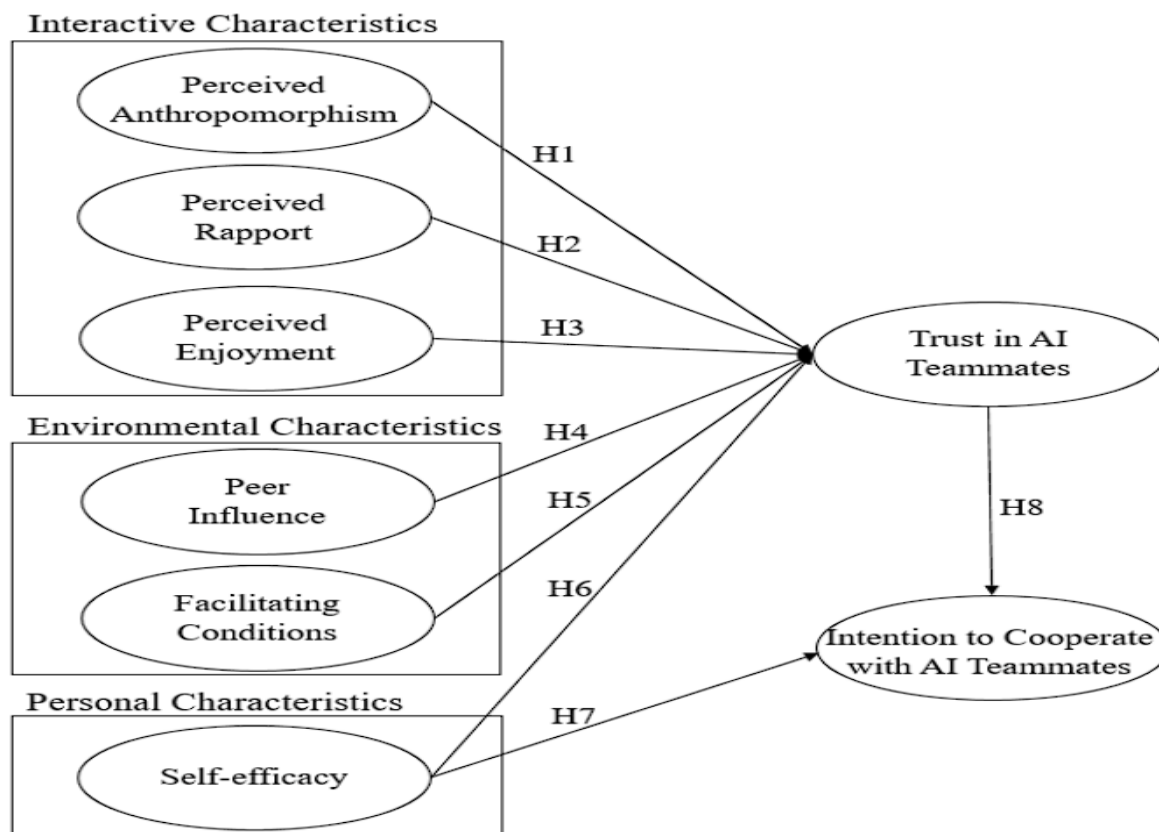 Interactive Characteristics
Perceived
Anthropomorphism
H1
Perceived
Rapport
H2
Perceived
Enjoyment
H3
Trust in AI
Teammates
Environmental Characteristics
H4
Peer
Influence
H5
H8
Facilitating
Conditions
H6
Intention to Cooperate
with AI Teammates
Personal Characteristics
H7
Self-efficacy